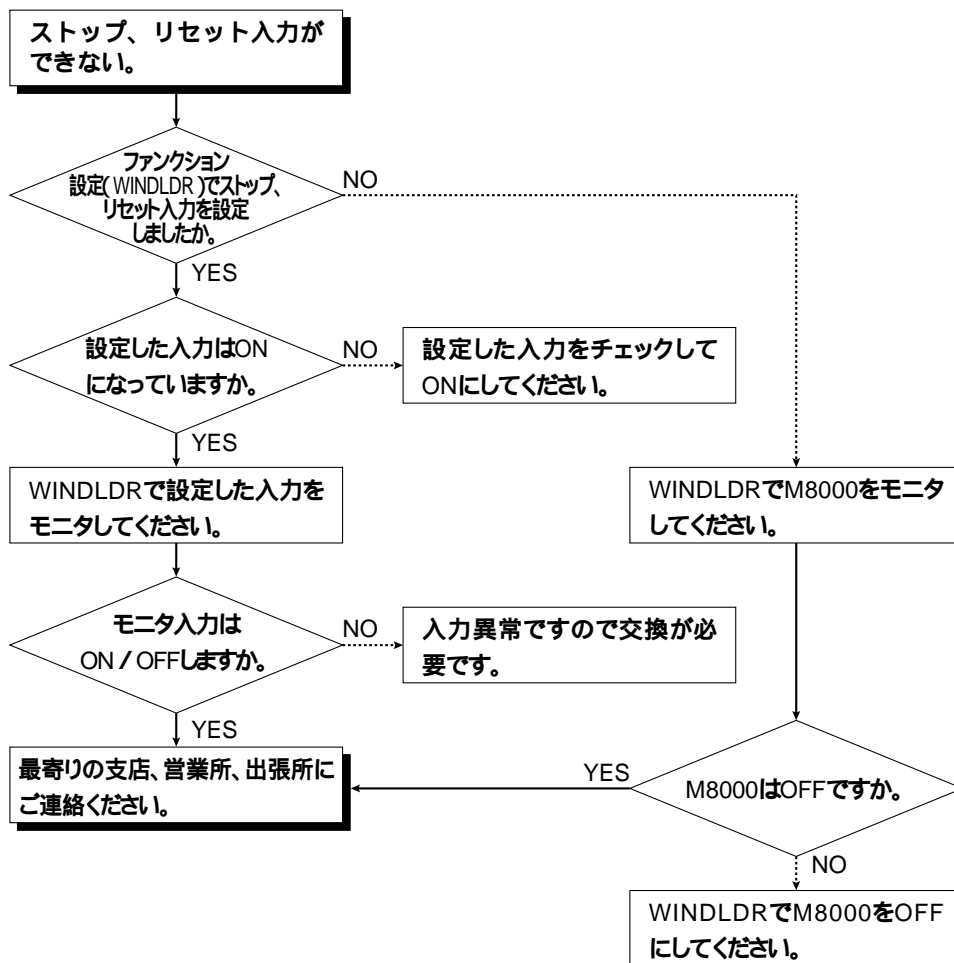 ストップ、リセット入力が
できない。
ファンクション
設定(WINDLDR)でストップ、
リセット入力を設定
しましたか。
NO
YES
設定した入力はON
になっていますか。
NO
設定した入力をチェックして
ONにしてください。
YES
WINDLDRで設定した入力を
モニタしてください。
WINDLDRでM8000をモニタ
してください。
モニタ入力は
ON / OFFしますか。
NO
入力異常ですので交換が必
要です。
YES
最寄りの支店、営業所、出張所に
ご連絡ください。
YES
M8000はOFFですか。
NO
WINDLDRでM8000をOFF
にしてください。